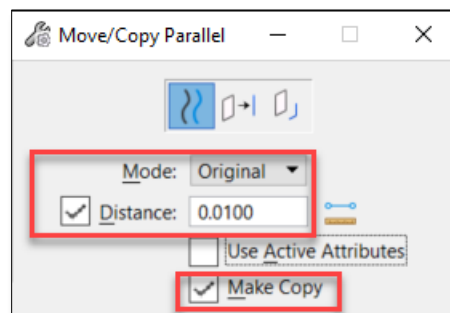 Move/Copy Parallel
Mode: Original
Distance: 0.0100
Use Active Attributes
Make Copy